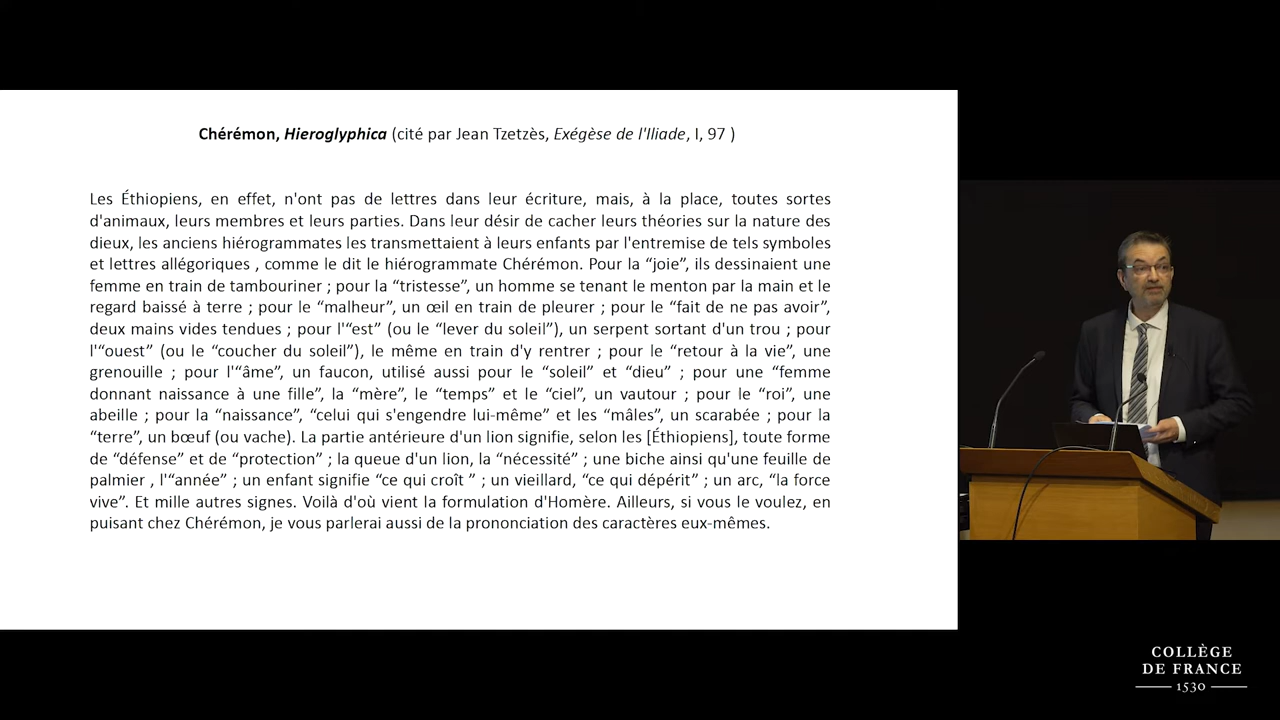 Chérémon, Hieroglyphica (cité par Jean Tzetzès, Exégèse de l'Iliade, I, 97 )
Les Éthiopiens, en effet, n'ont pas de lettres dans leur écriture, mais, à la place, toutes sortes
d'animaux, leurs membres et leurs parties. Dans leur désir de cacher leurs théories sur la nature des
dieux, les anciens hiérogrammates les transmettaient à leurs enfants par l'entremise de tels symboles
et lettres allégoriques , comme le dit le hiérogrammate Chérémon. Pour la “joie”, ils dessinaient une
femme en train de tambouriner ; pour la “tristesse”, un homme se tenant le menton par la main et le
regard baissé à terre ; pour le “malheur”, un œil en train de pleurer ; pour le “fait de ne pas avoir”,
deux mains vides tendues ; pour l'“est” (ou le “lever du soleil”), un serpent sortant d'un trou ; pour
l'“ouest” (ou le “coucher du soleil”), le même en train d'y rentrer ; pour le “retour à la vie”, une
grenouille ; pour l'“âme”, un faucon, utilisé aussi pour le “soleil” et “dieu” ; pour une “femme
donnant naissance à une fille”, la “mère”, le “temps” et le “ciel”, un vautour ; pour le “roi”, une
abeille ; pour la “naissance”, “celui qui s'engendre lui-même” et les “mâles”, un scarabée ; pour la
“terre”, un bœuf (ou vache). La partie antérieure d'un lion signifie, selon les [Éthiopiens], toute forme
de “défense” et de “protection” ; la queue d'un lion, la “nécessité” ; une biche ainsi qu'une feuille de
palmier , l'“année” ; un enfant signifie “ce qui croît ” ; un vieillard, “ce qui dépérit” ; un arc, “la force
vive”. Et mille autres signes. Voilà d'où vient la formulation d'Homère. Ailleurs, si vous le voulez, en
puisant chez Chérémon, je vous parlerai aussi de la prononciation des caractères eux-mêmes.
COLLÈGE
DE FRANCE
1530